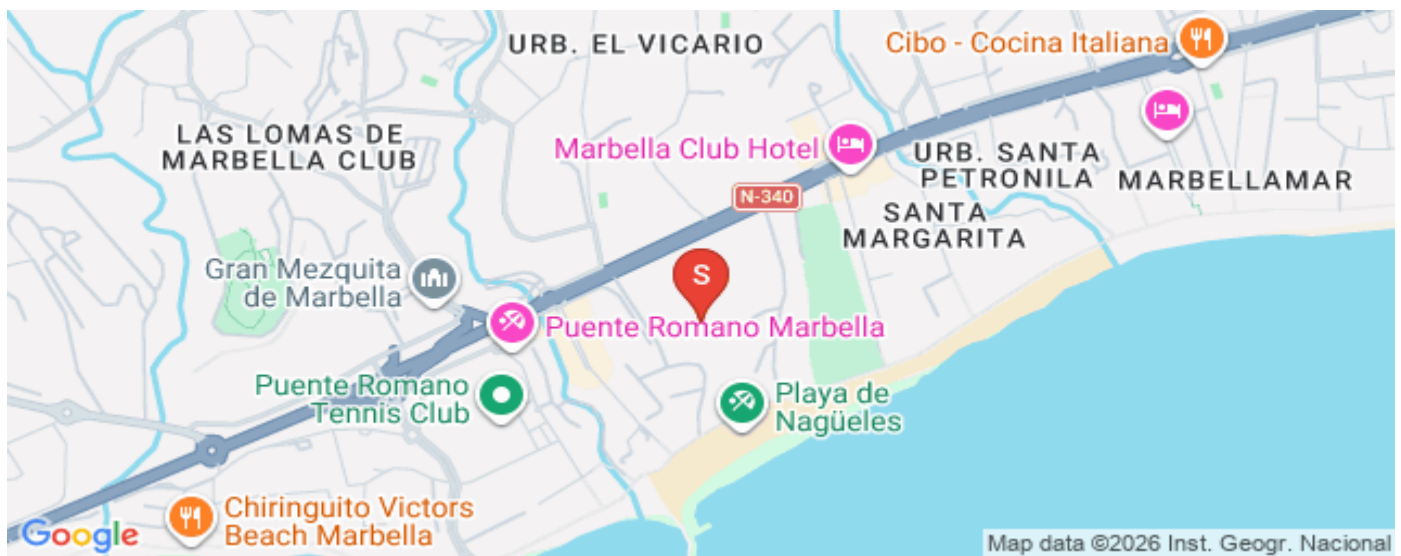 URB. EL VICARIO
Cibo - Cocina Italiana
LAS LOMAS DE
MARBELLA CLUB
Marbella Club Hotel
URB. SANTA
PETRONILA
MARBELLAMAR
N-340
SANTA
MARGARITA
Gran Mezquita
de Marbella
S
Puente Romano Marbella
Puente Romano
Tennis Club
Playa de
Nagüeles
Chiringuito Victors
Beach Marbella
Google
Map data ©2026 Inst. Geogr. Nacional